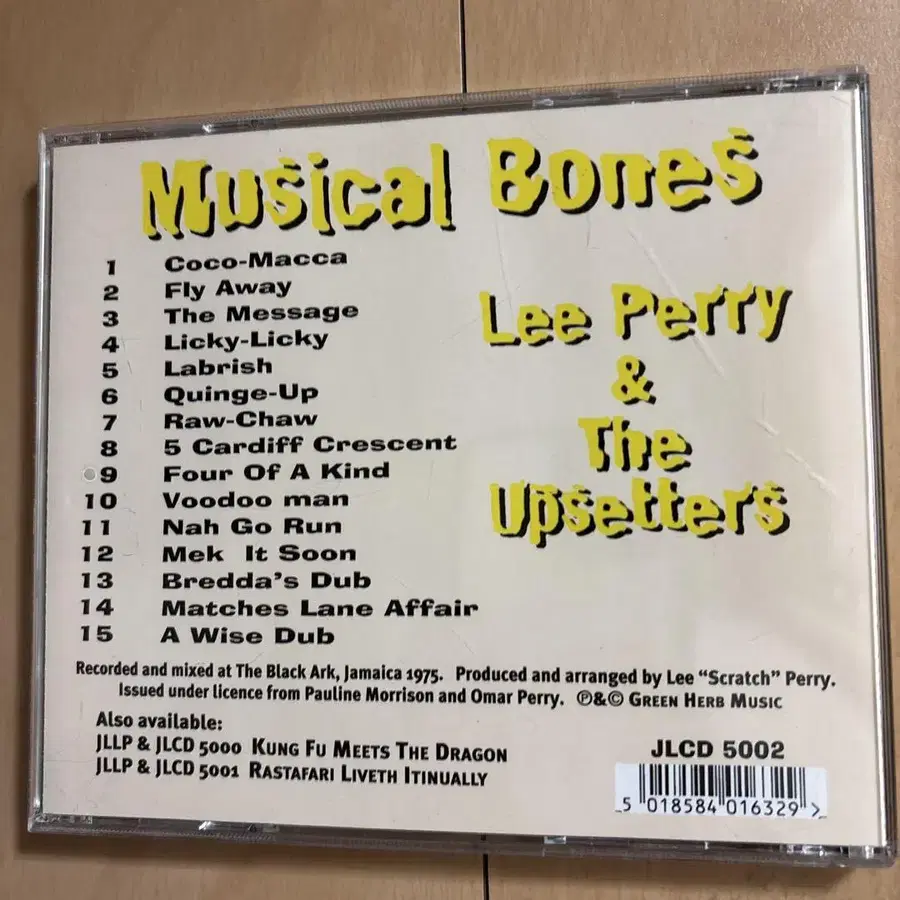 Musical Bones
1 Coco-Macca
2 Fly Away
3 The Message
4 Licky-Licky
5 Labrish
6 Quinge-Up
7 Raw-Chaw
8 5 Cardiff Crescent
9 Four Of A Kind
10 Voodoo man
11 Nah Go Run
12 Mek It Soon
13 Bredda's Dub
14 Matches Lane Affair
15 A Wise Dub
Lee Perry
&
The
Upsetters
Recorded and mixed at The Black Ark, Jamaica 1975. Produced and arranged by Lee “Scratch” Perry.
Issued under licence from Pauline Morrison and Omar Perry. ℗&© GREEN HERB MUSIC
Also available:
JLLP & JLCD 5000 KUNG FU MEETS THE DRAGON
JLLP & JLCD 5001 RASTAFARI LIVETH ITINUALLY
JLCD 5002
5 018584 016329 >